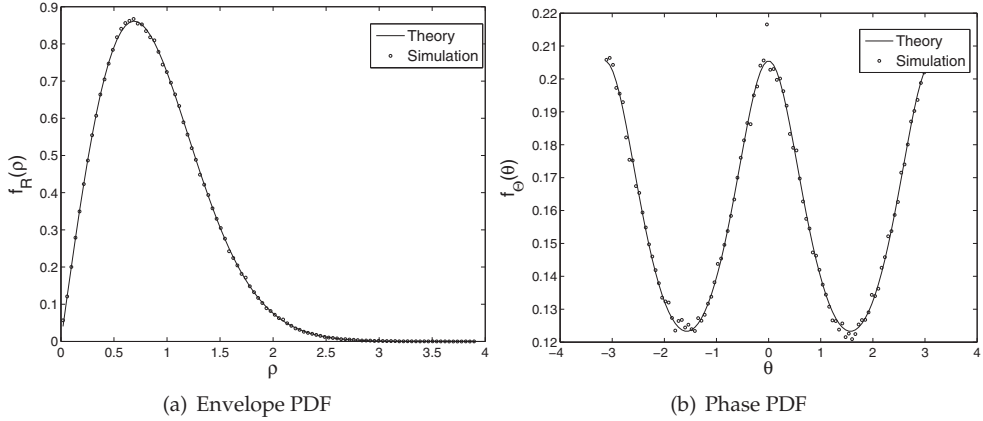 0.9
0.8
0.7
0.6
0.5
0.4
0.3
0.2
0.1
0
f_R(ρ)
Theory
Simulation
0 0.5 1 1.5 2 2.5 3 3.5 4
ρ
(a) Envelope PDF
0.22
0.21
0.2
0.19
0.18
0.17
0.16
0.15
0.14
0.13
0.12
f_Θ(θ)
Theory
Simulation
−4 −3 −2 −1 0 1 2 3 4
θ
(b) Phase PDF